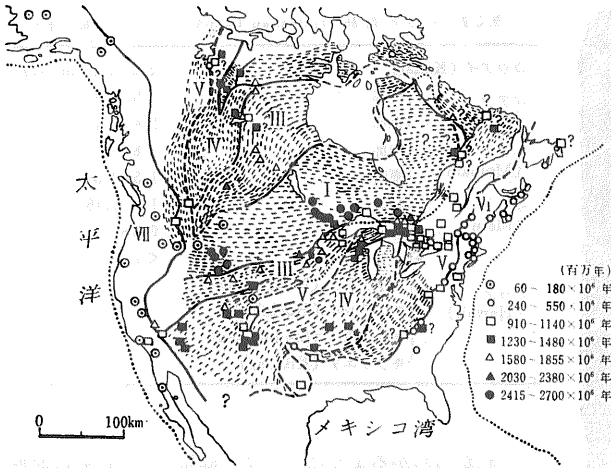 V
?
IV
III
?
?
?
I
太平洋
VII
V₁
III
V
IV
V
?
?
メキシコ湾
0 100km
(百万年)
60 ~ 180×10⁶ 年
240 ~ 550×10⁶ 年
910 ~ 1140×10⁶ 年
1230 ~ 1480×10⁶ 年
1580 ~ 1855×10⁶ 年
2030 ~ 2380×10⁶ 年
2415 ~ 2700×10⁶ 年